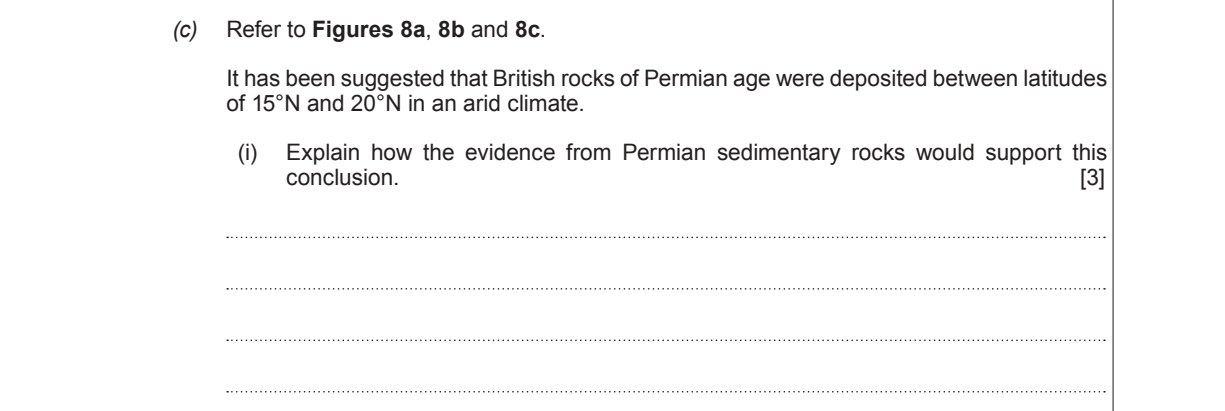 (c) Refer to Figures 8a, 8b and 8c.
It has been suggested that British rocks of Permian age were deposited between latitudes
of 15°N and 20°N in an arid climate.
(i) Explain how the evidence from Permian sedimentary rocks would support this
conclusion. [3]